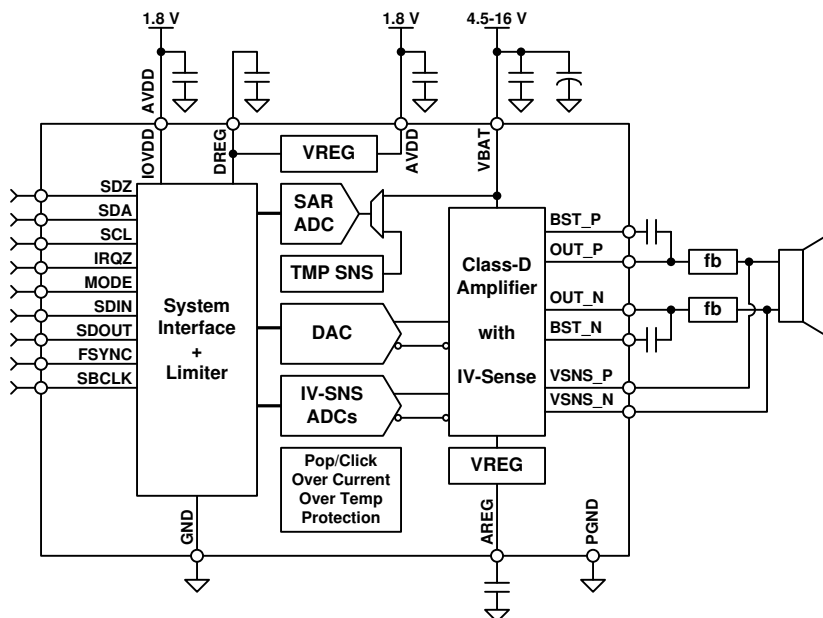 1.8 V
1.8 V
4.5-16 V
AVDD
IOVDD
DREG
AVDD
VBAT
VREG
SDZ
SDA
SCL
IRQZ
MODE
SDIN
SDOUT
FSYNC
SBCLK
System
Interface
+
Limiter
SAR
ADC
TMP SNS
DAC
IV-SNS
ADCs
Pop/Click
Over Current
Over Temp
Protection
Class-D
Amplifier
with
IV-Sense
VREG
BST_P
OUT_P
OUT_N
BST_N
VSNS_P
VSNS_N
fb
fb
GND
AREG
PGND